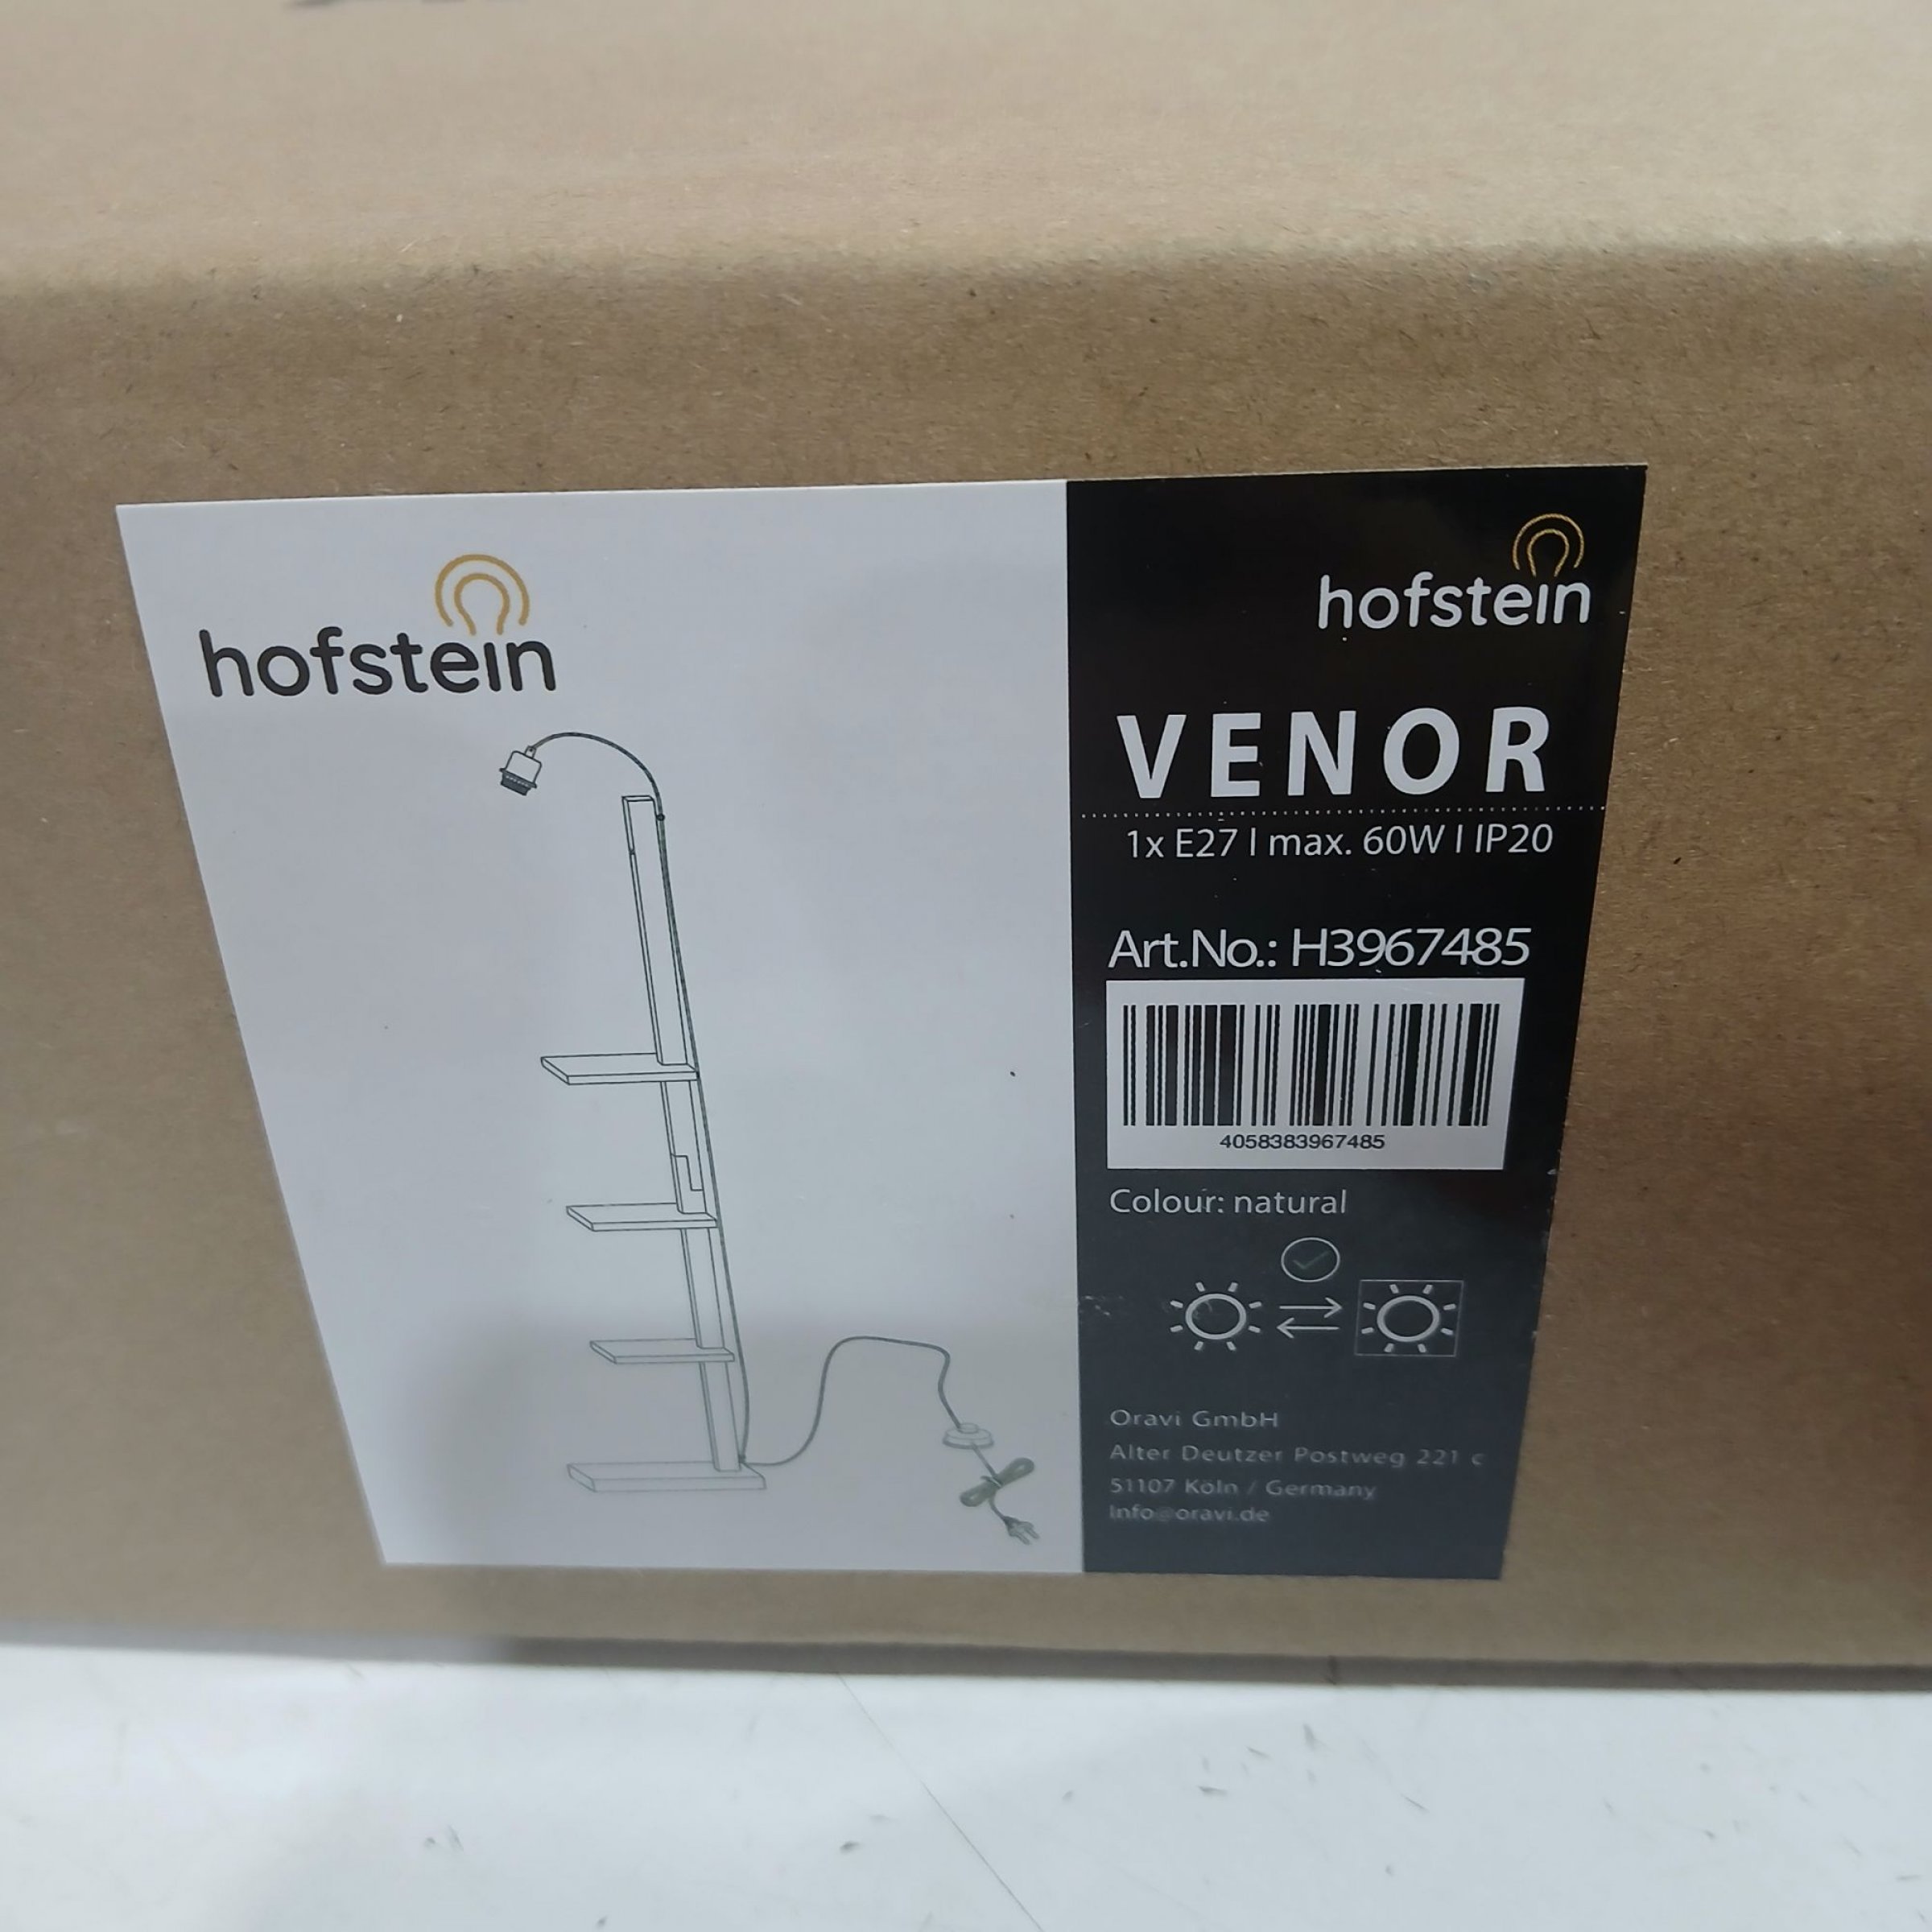 hofstein
hofstein
VENOR
1x E27 | max. 60W | IP20
Art.No.: H3967485
4058383967485
Colour: natural
Oravi GmbH
Alter Deutzer Postweg 221 c
51107 Köln / Germany
Info@oravi.de